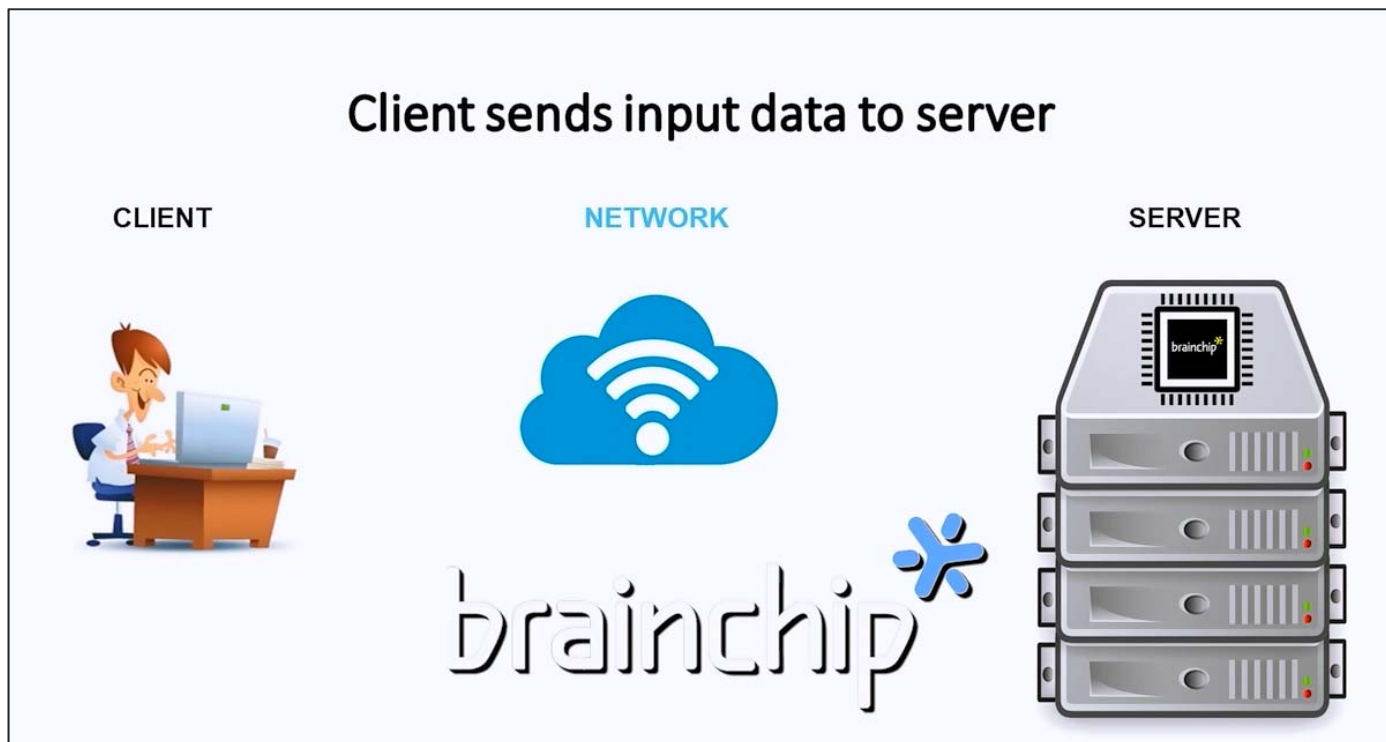 Client sends input data to server
CLIENT
NETWORK
SERVER
brainchip
brainchip